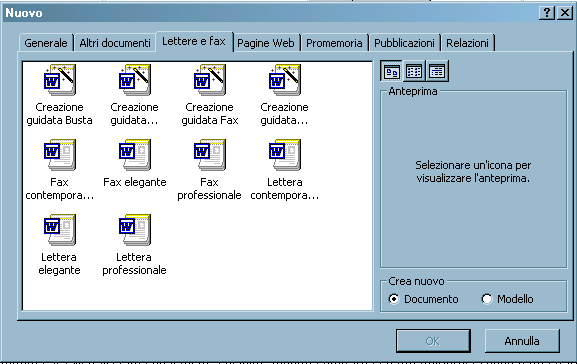 Nuovo
Generale Altri documenti Lettere e fax Pagine Web Promemoria Pubblicazioni Relazioni
Creazione guidata Busta
Creazione guidata...
Creazione guidata Fax
Creazione guidata...
Fax contempora...
Fax elegante
Fax professionale
Lettera contempora...
Lettera elegante
Lettera professionale
Anteprima
Selezionare un'icona per
visualizzare l'anteprima.
Crea nuovo
Documento Modello
OK Annulla